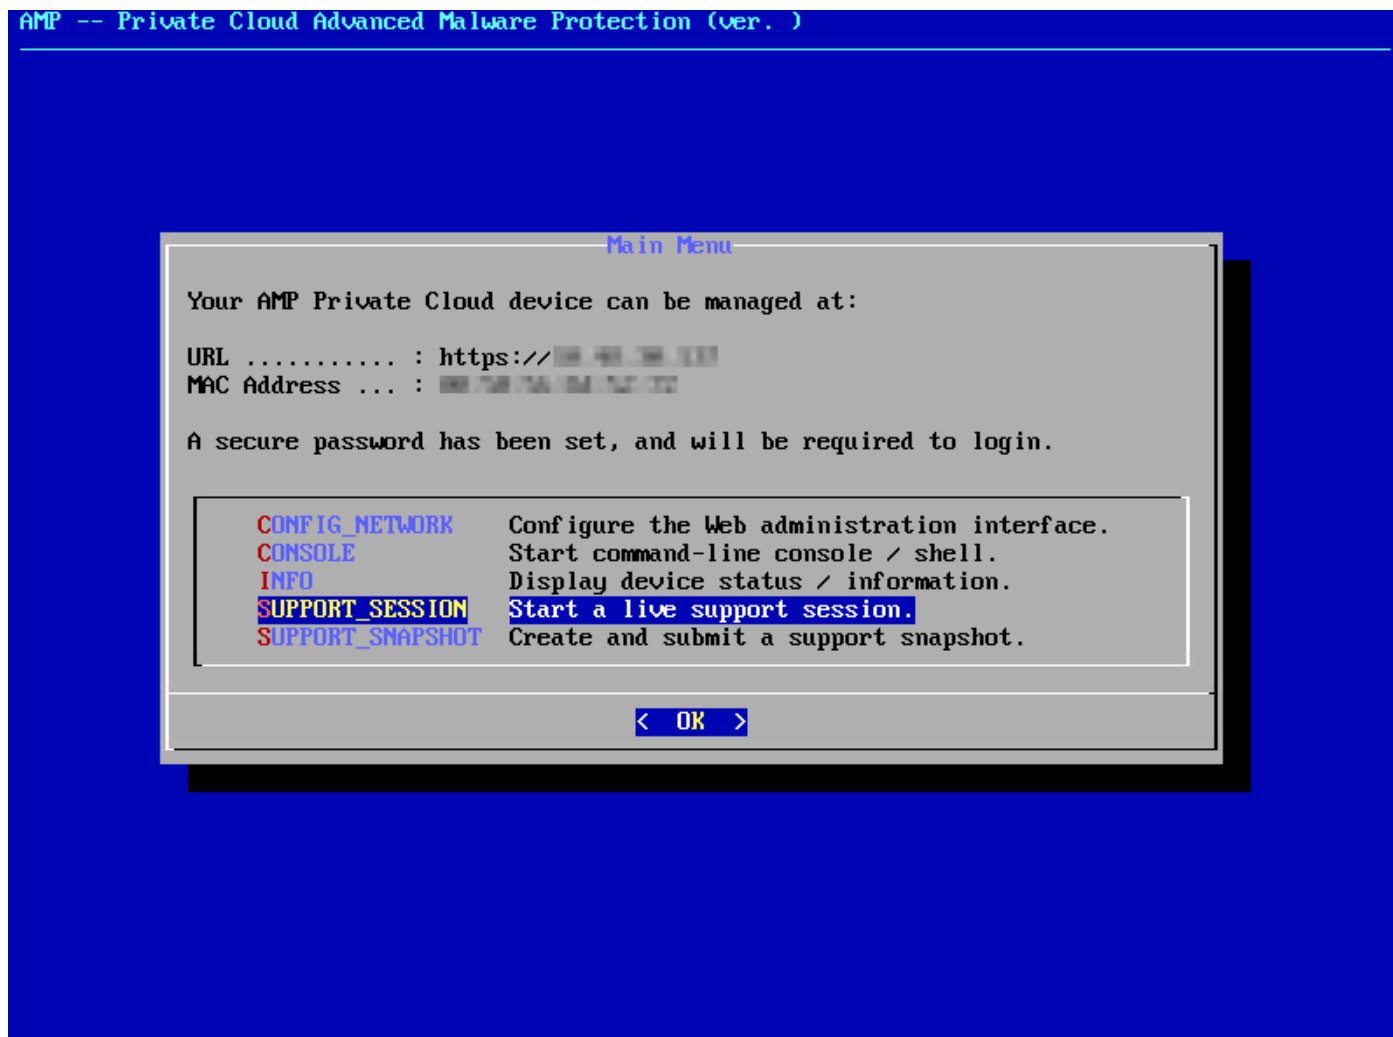 AMP -- Private Cloud Advanced Malware Protection (ver. )
Main Menu
Your AMP Private Cloud device can be managed at:
URL ........... : https://
MAC Address ... :
A secure password has been set, and will be required to login.
CONFIG_NETWORK Configure the Web administration interface.
CONSOLE Start command-line console / shell.
INFO Display device status / information.
SUPPORT_SESSION Start a live support session.
SUPPORT_SNAPSHOT Create and submit a support snapshot.
< OK >